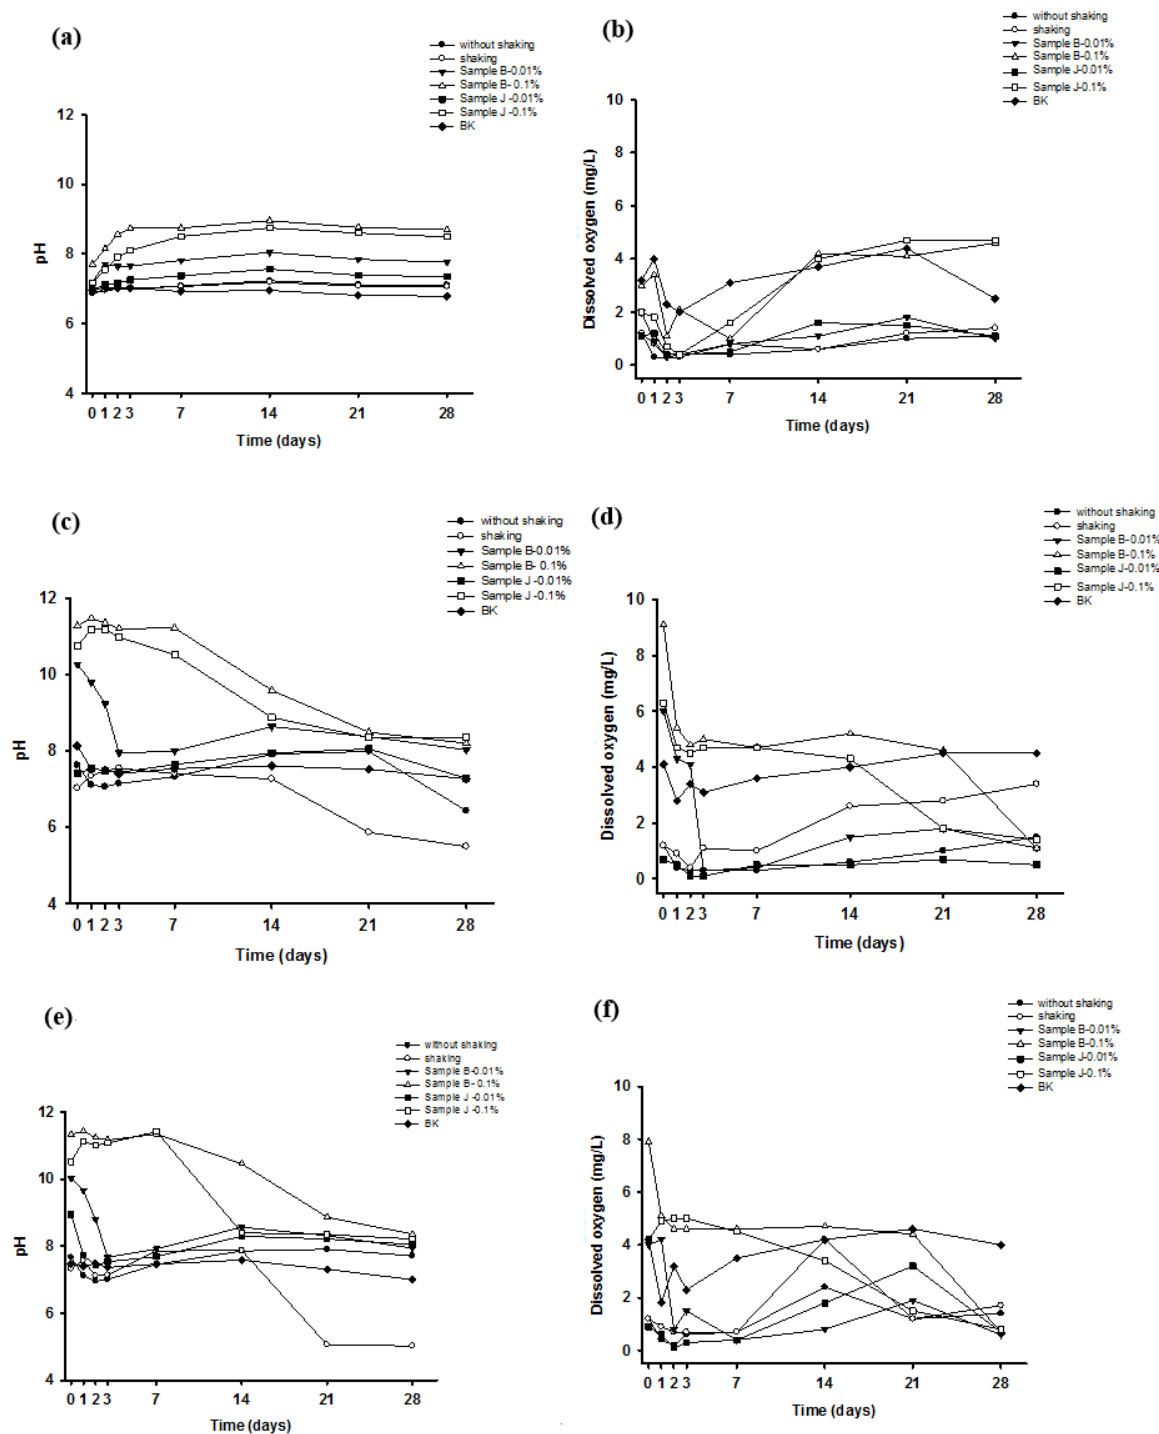 (a)
without shaking
shaking
Sample B-0.01%
Sample B- 0.1%
Sample J -0.01%
Sample J -0.1%
BK
12
10
8
6
4
pH
0 1 2 3 7 14 21 28
Time (days)
(b)
without shaking
shaking
Sample B-0.01%
Sample B-0.1%
Sample J-0.01%
Sample J-0.1%
BK
10
8
6
4
2
0
Dissolved oxygen (mg/L)
0 1 2 3 7 14 21 28
Time (days)
(c)
without shaking
shaking
Sample B-0.01%
Sample B- 0.1%
Sample J -0.01%
Sample J -0.1%
BK
12
10
8
6
4
pH
0 1 2 3 7 14 21 28
Time (days)
(d)
without shaking
shaking
Sample B-0.01%
Sample B-0.1%
Sample J-0.01%
Sample J-0.1%
BK
10
8
6
4
2
0
Dissolved oxygen (mg/L)
0 1 2 3 7 14 21 28
Time (days)
(e)
without shaking
shaking
Sample B-0.01%
Sample B- 0.1%
Sample J -0.01%
Sample J -0.1%
BK
12
10
8
6
4
pH
0 1 2 3 7 14 21 28
Time (days)
(f)
without shaking
shaking
Sample B-0.01%
Sample B-0.1%
Sample J-0.01%
Sample J-0.1%
BK
10
8
6
4
2
0
Dissolved oxygen (mg/L)
0 1 2 3 7 14 21 28
Time (days)